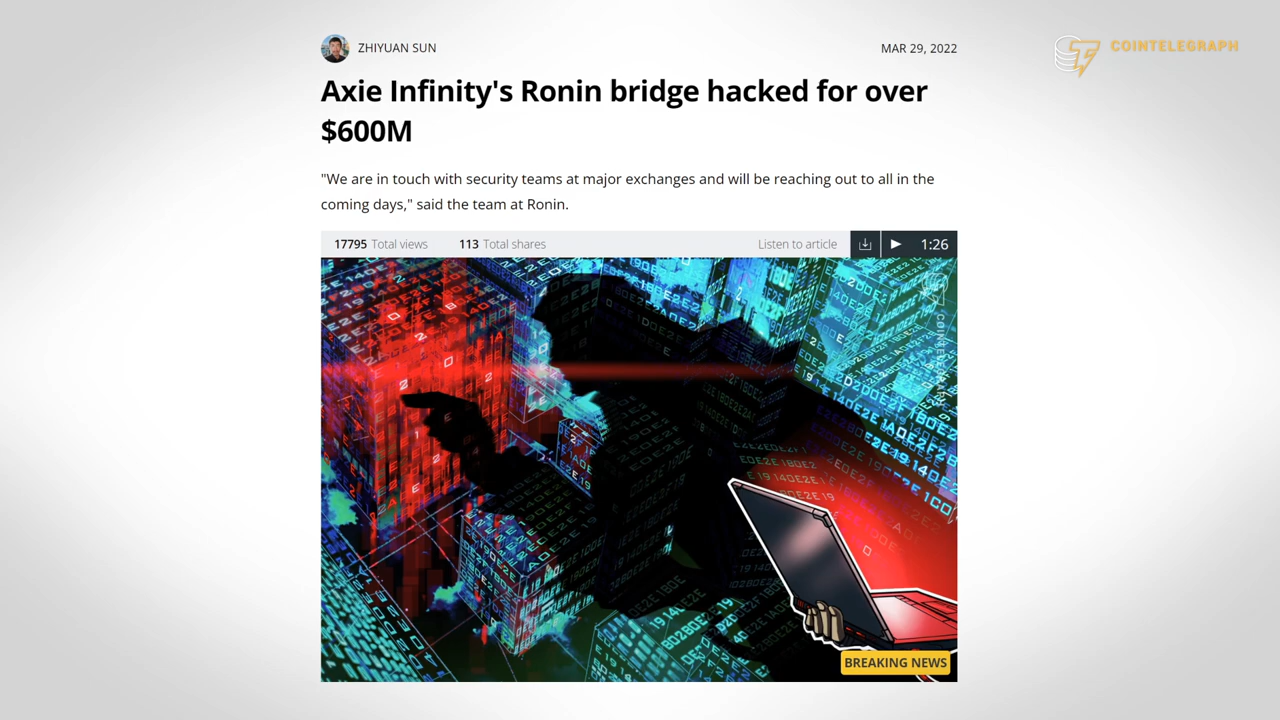 ZHIYUAN SUN
MAR 29, 2022
COINTELEGRAPH
Axie Infinity's Ronin bridge hacked for over
$600M
"We are in touch with security teams at major exchanges and will be reaching out to all in the
coming days," said the team at Ronin.
17795 Total views 113 Total shares Listen to article 1:26
BREAKING NEWS